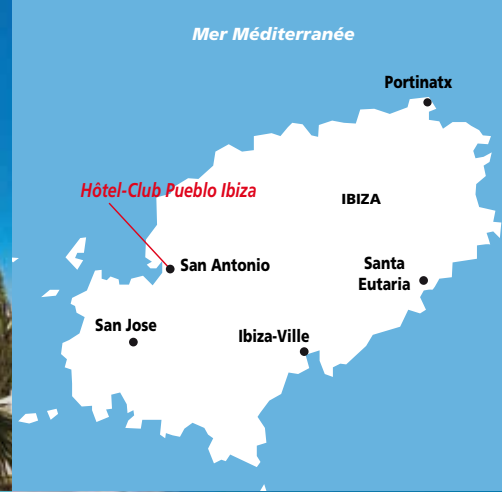 Mer Méditerranée
Portinatx
Hôtel-Club Pueblo Ibiza
IBIZA
San Antonio
Santa
Eutaria
San Jose
Ibiza-Ville